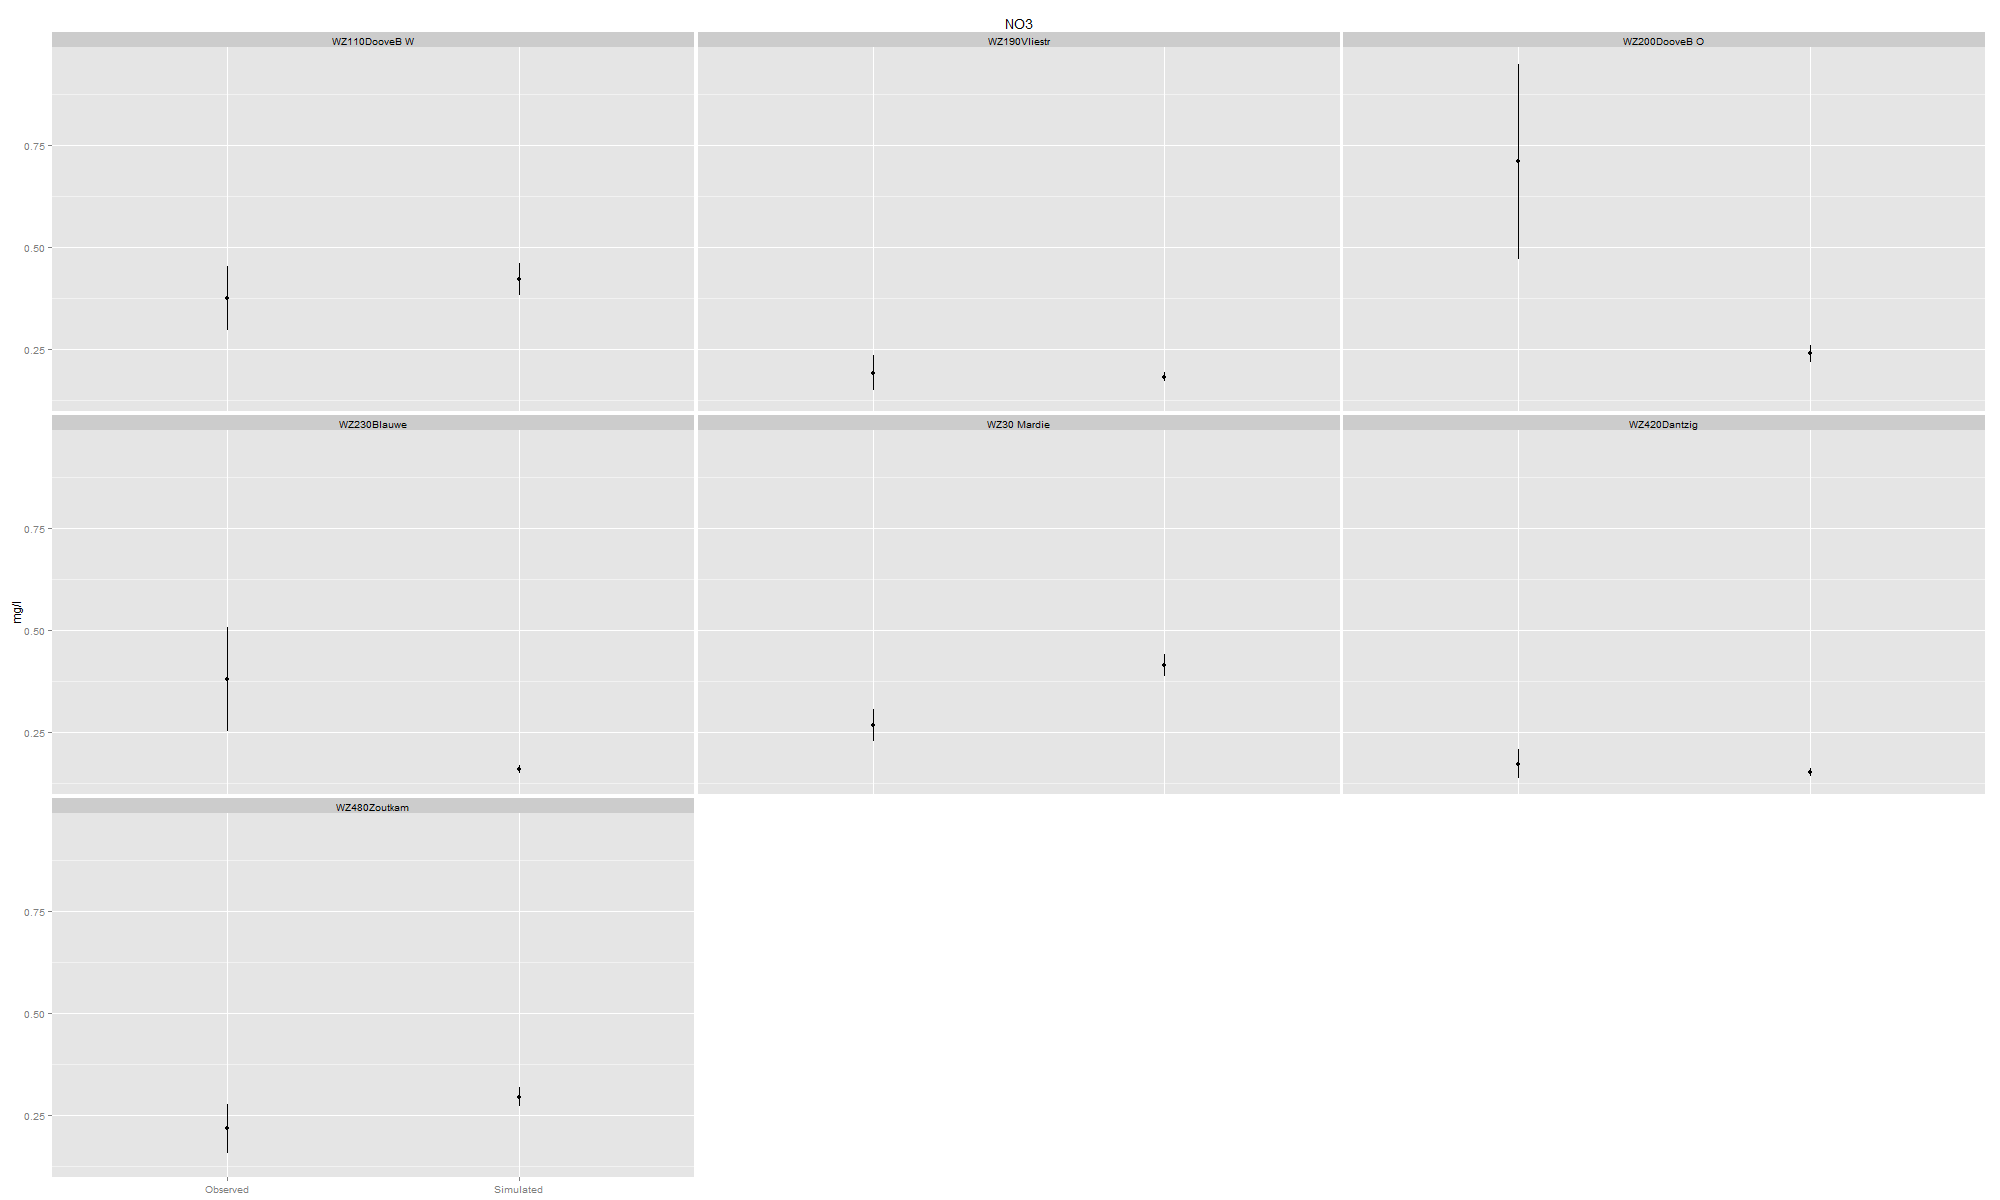 NO3
WZ110DooveB W
WZ190Vliestr
WZ200DooveB O
0.75
0.50
0.25
WZ230Blauwe
WZ30 Mardie
WZ420Dantzig
0.75
0.50
0.25
mg/l
WZ480Zoutkam
0.75
0.50
0.25
Observed
Simulated